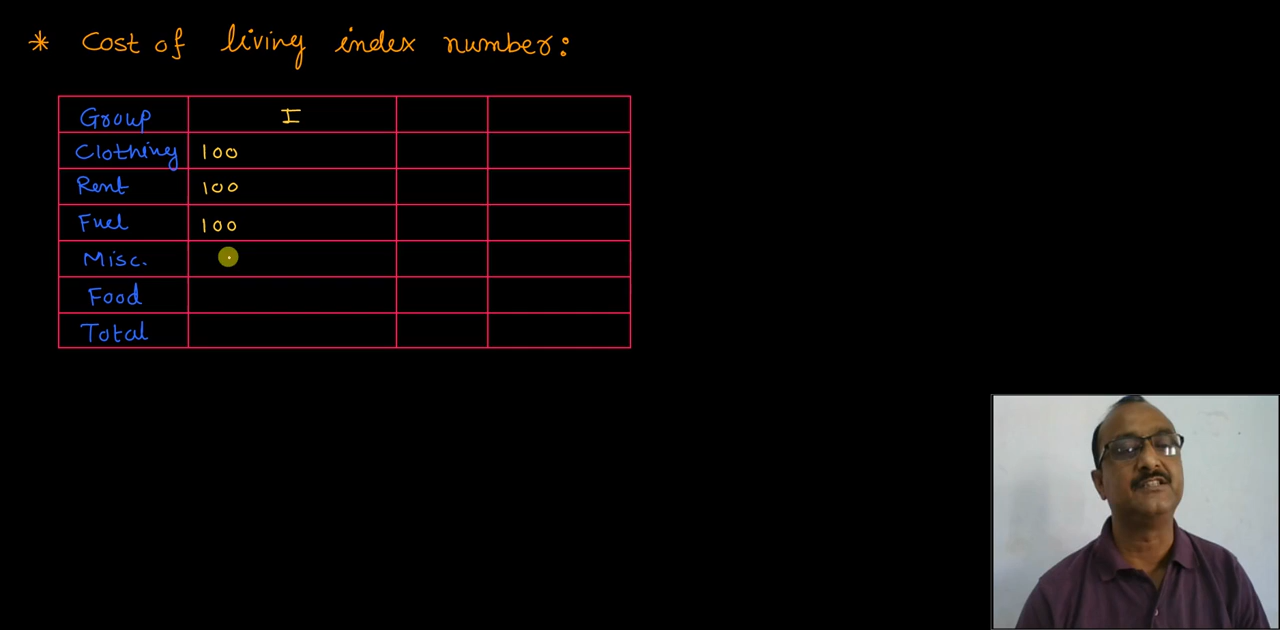 * Cost of living index number:
Group I
Clothing 100
Rent 100
Fuel 100
Misc.
Food
Total